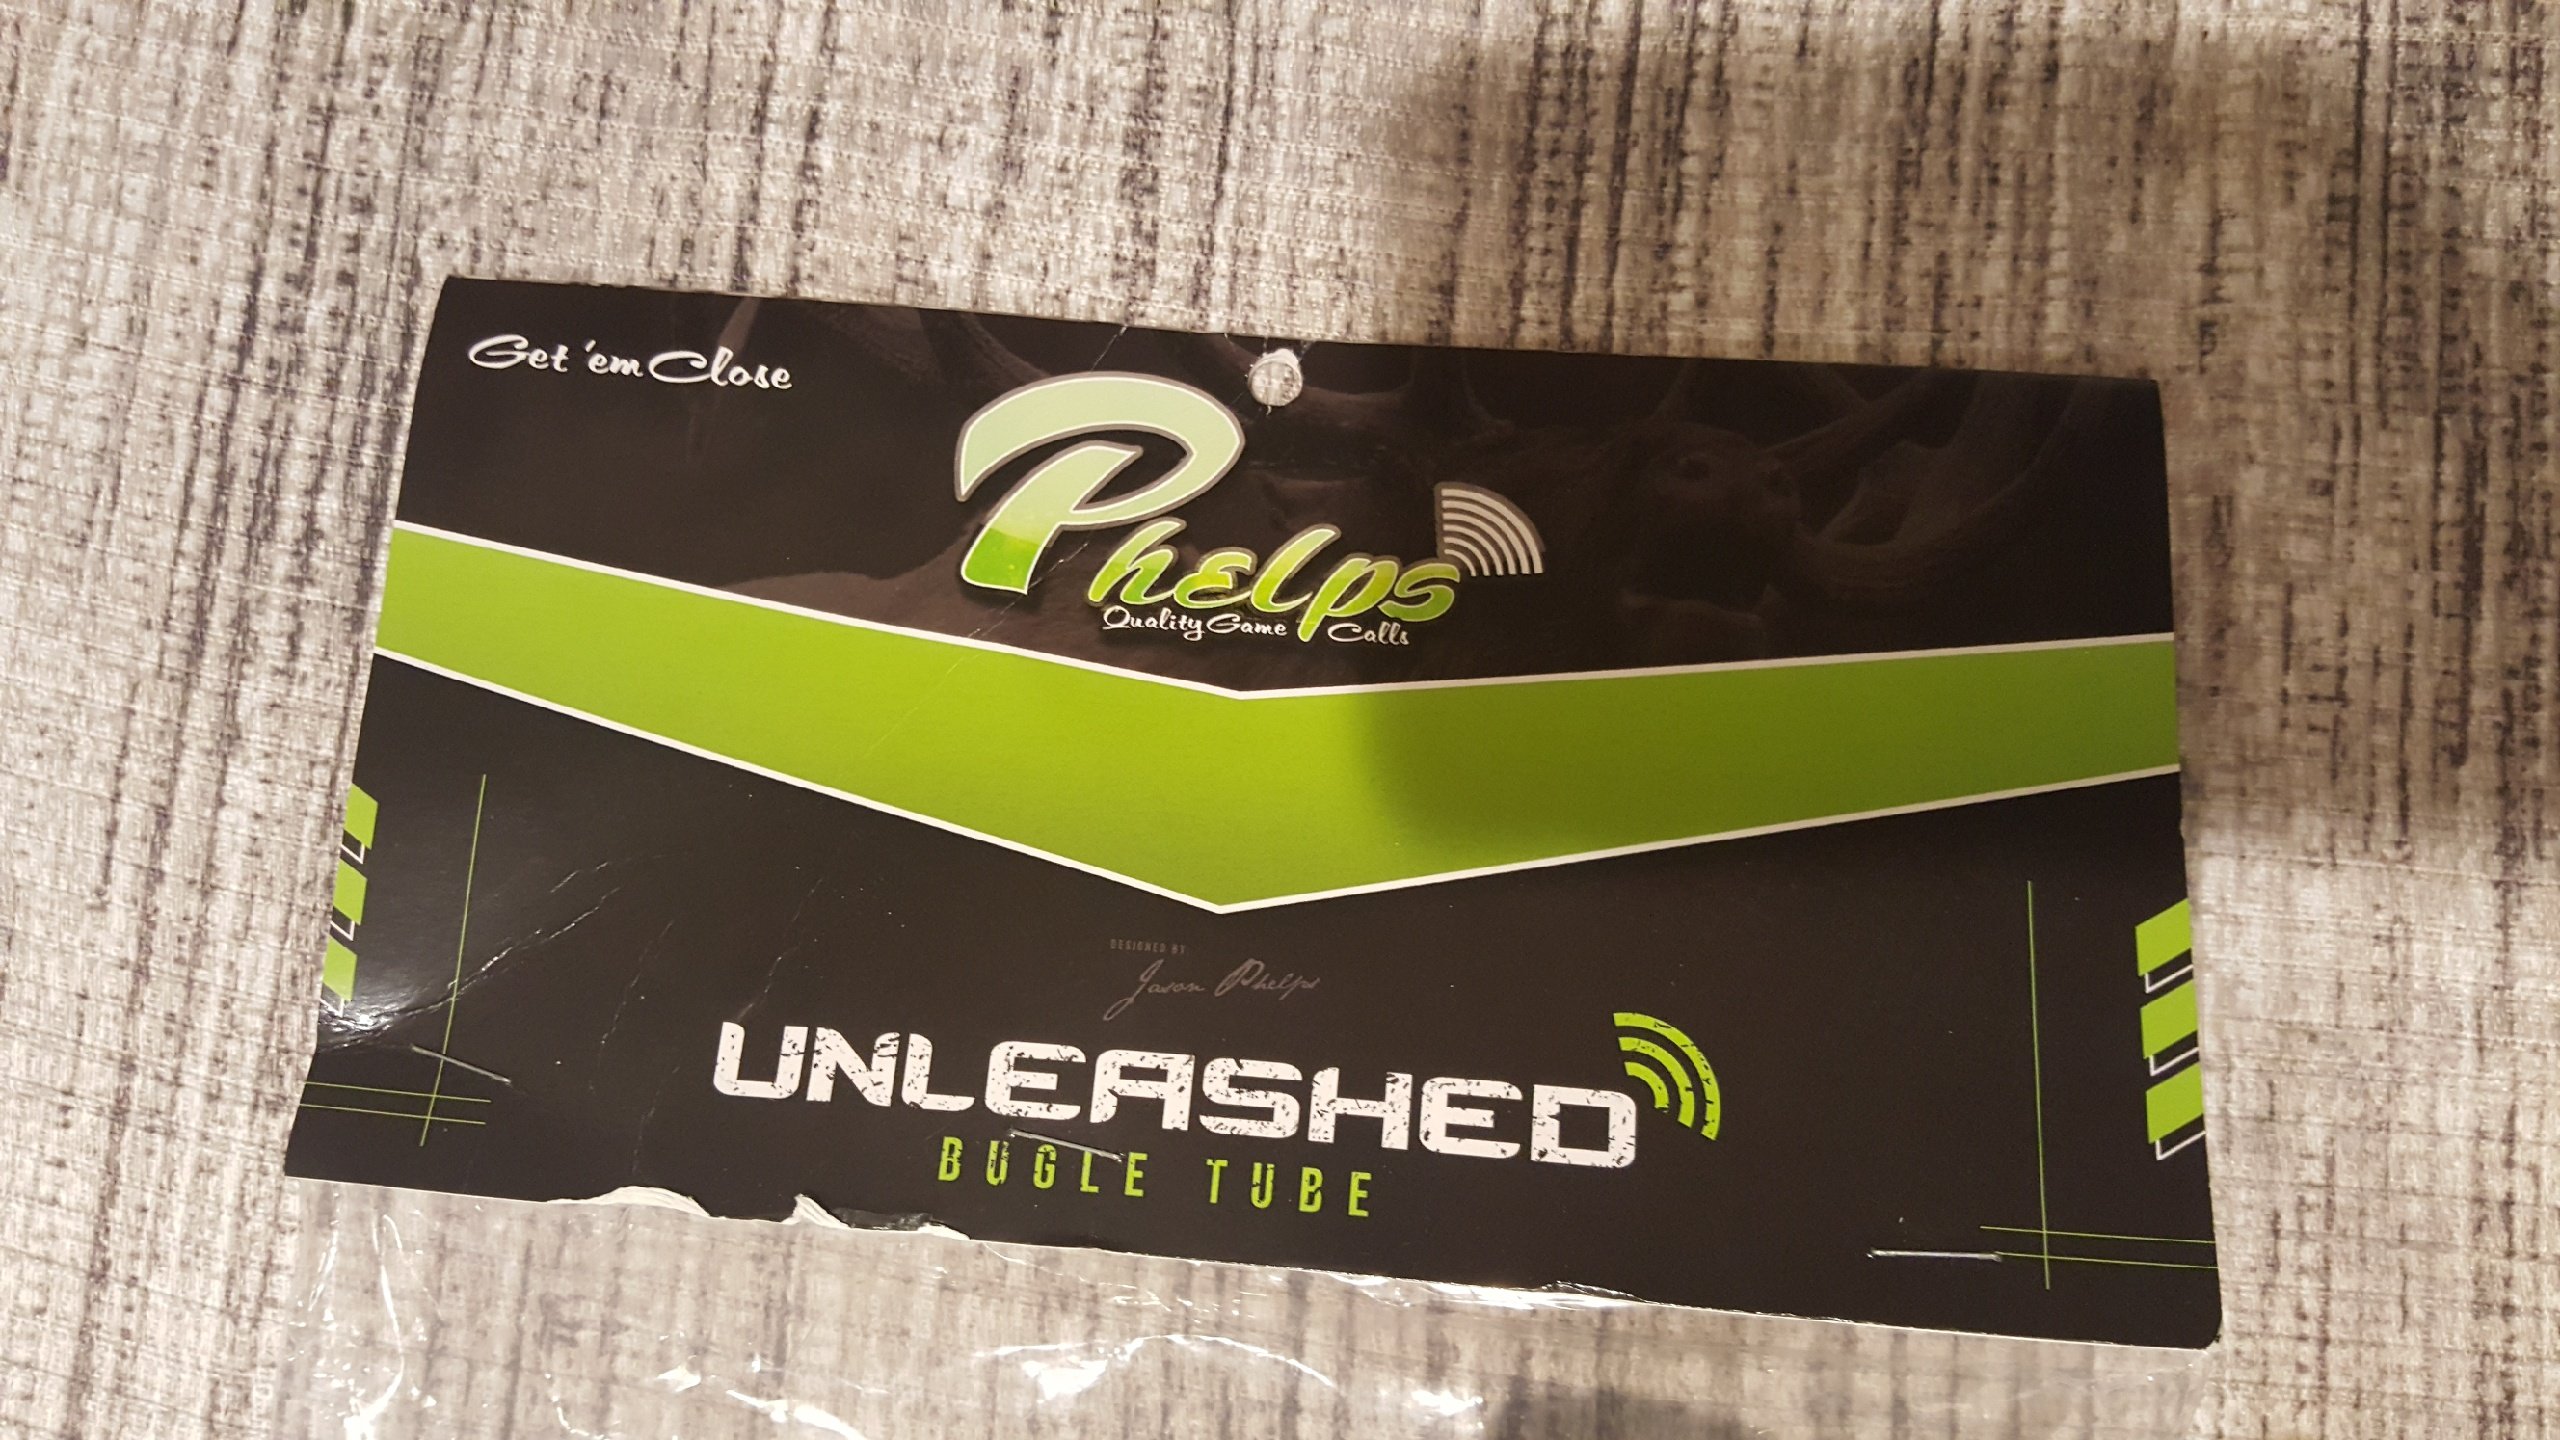 Get 'em Close
Phelps
Quality Game Calls
DESIGNED BY:
Jason Phelps
UNLEASHED
BUGLE TUBE